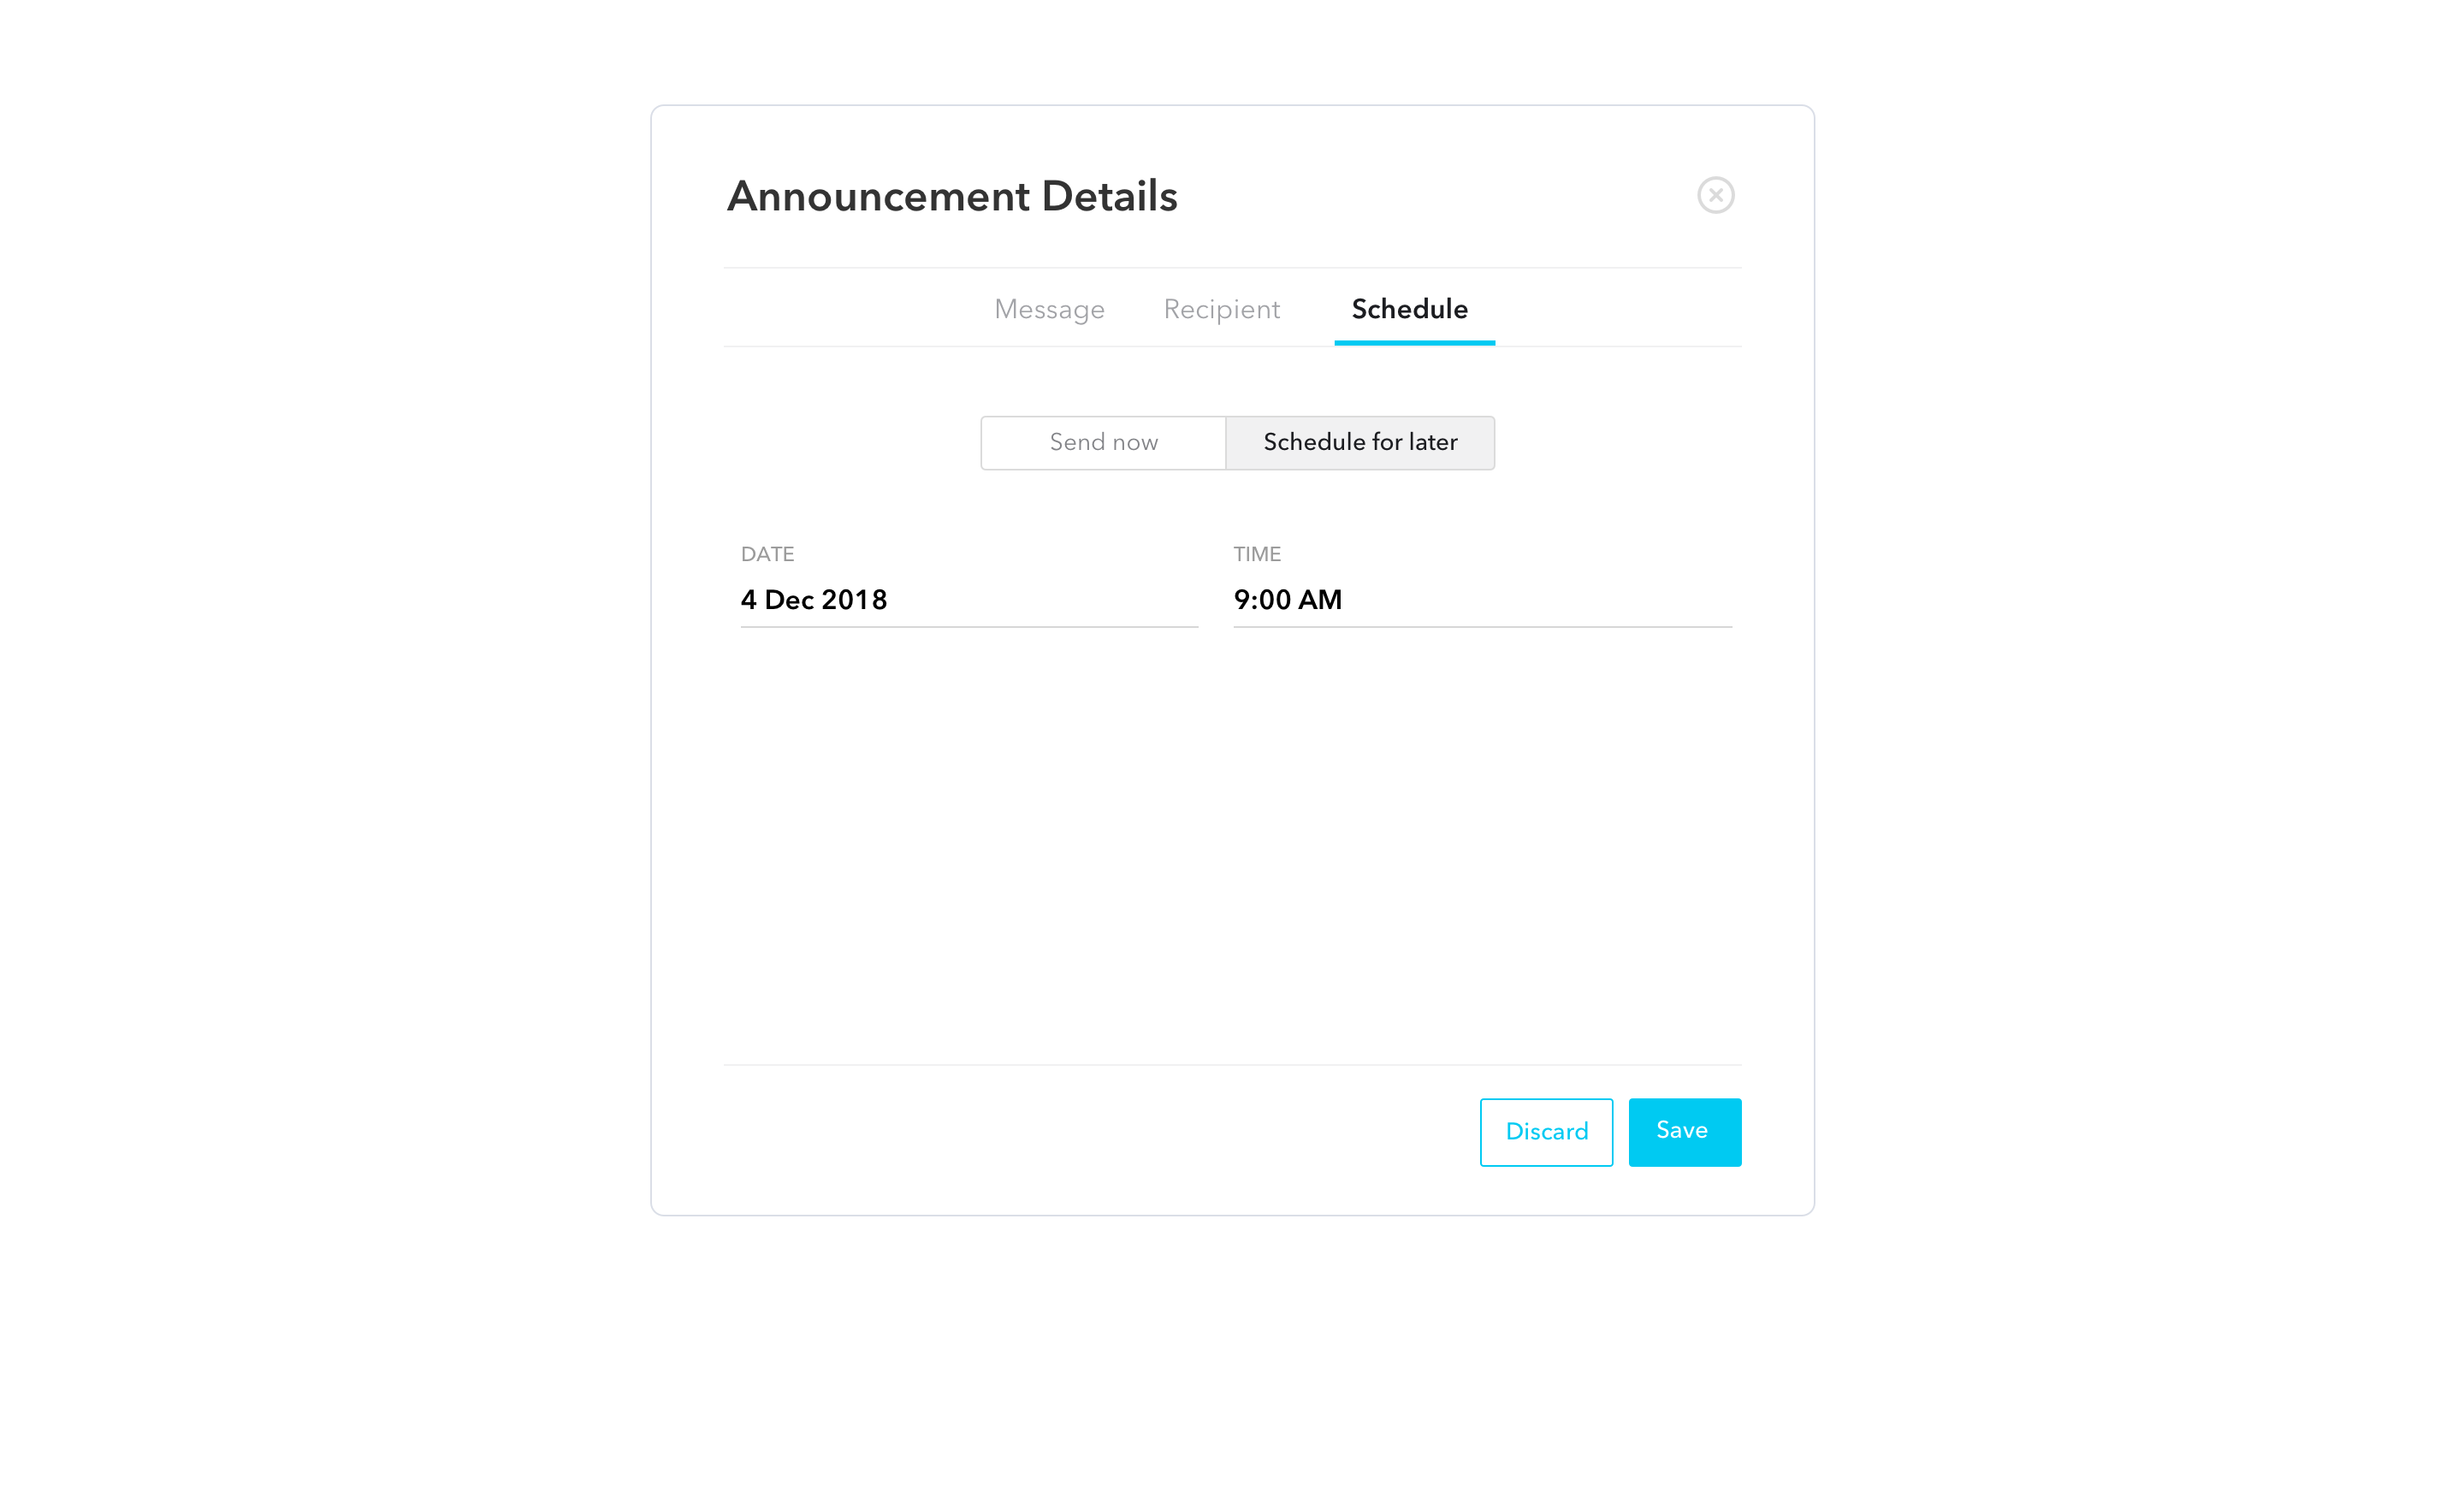 Announcement Details
Message Recipient Schedule
Send now Schedule for later
DATE TIME
4 Dec 2018 9:00 AM
Discard Save